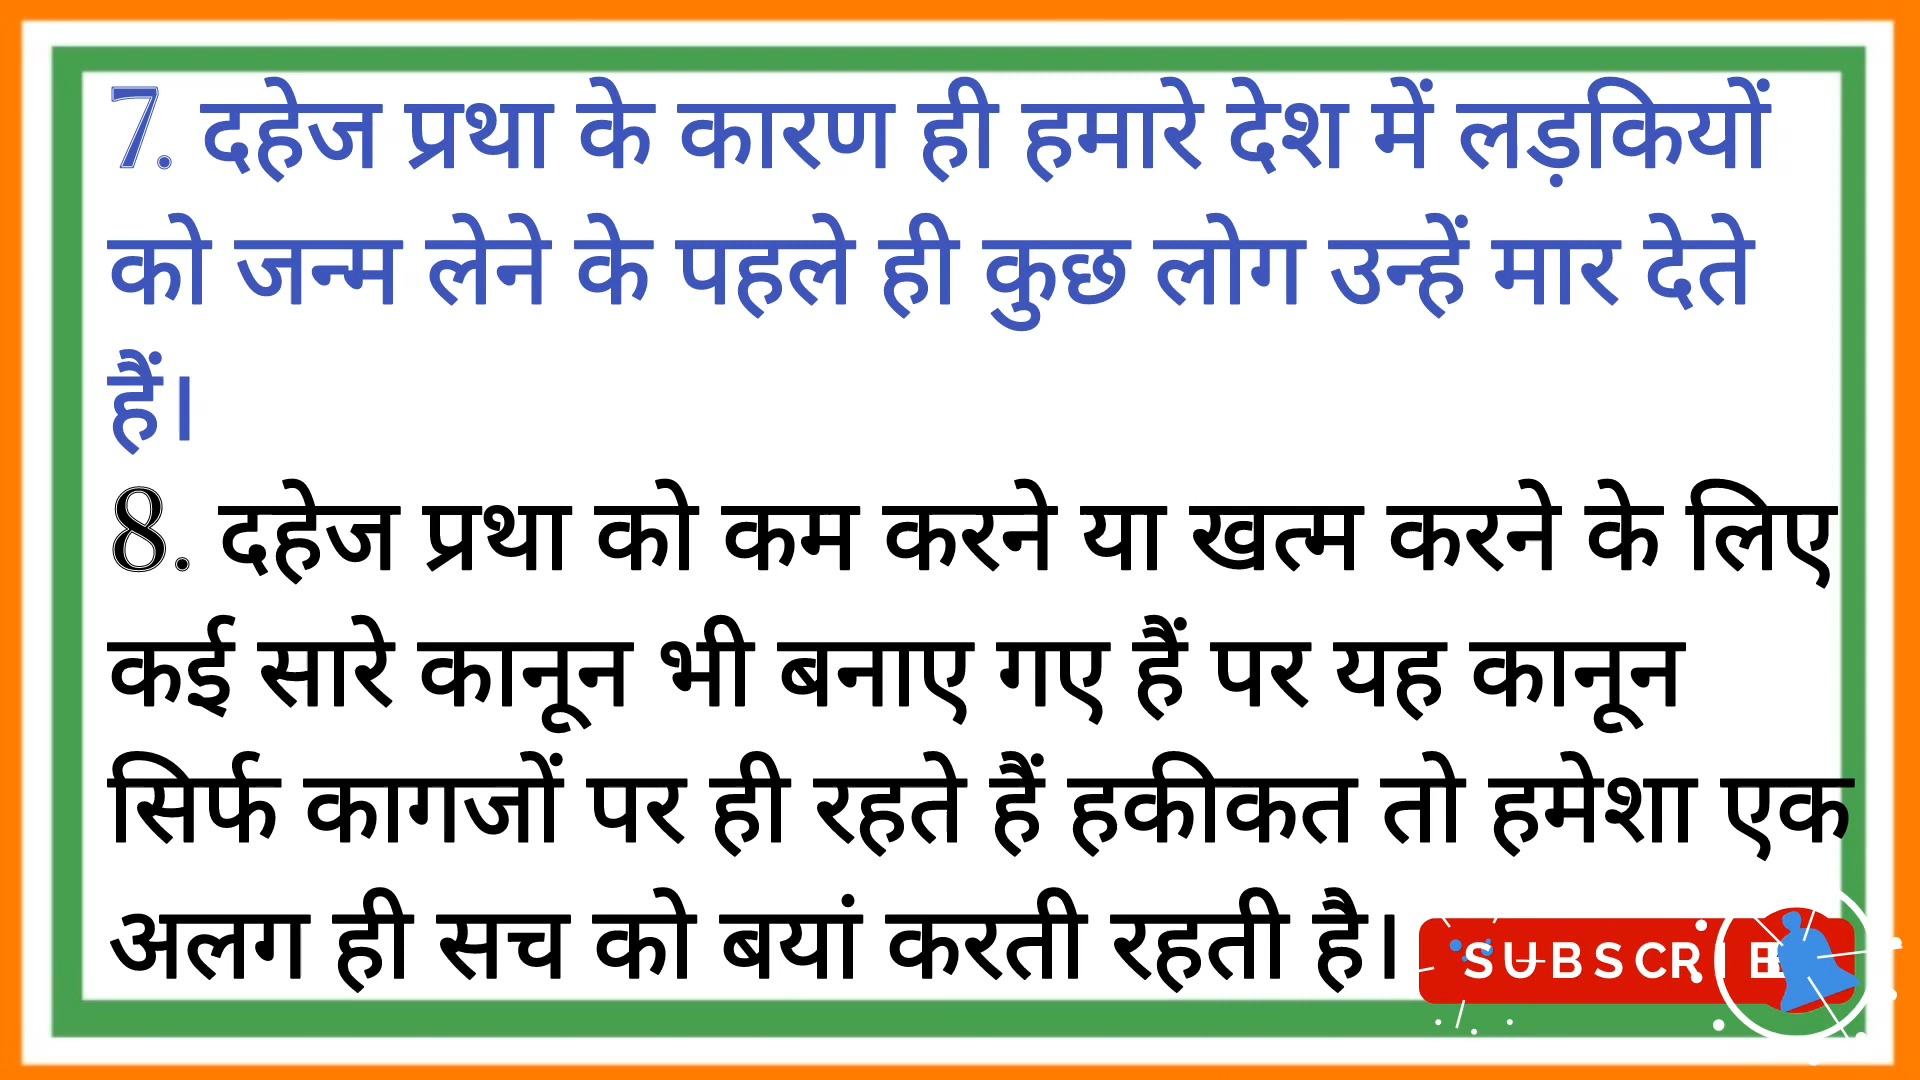 7. दहेज प्रथा के कारण ही हमारे देश में लड़कियों
को जन्म लेने के पहले ही कुछ लोग उन्हें मार देते
हैं।
8. दहेज प्रथा को कम करने या खत्म करने के लिए
कई सारे कानून भी बनाए गए हैं पर यह कानून
सिर्फ कागजों पर ही रहते हैं हकीकत तो हमेशा एक
अलग ही सच को बयां करती रहती है।
SUBSCRIBE